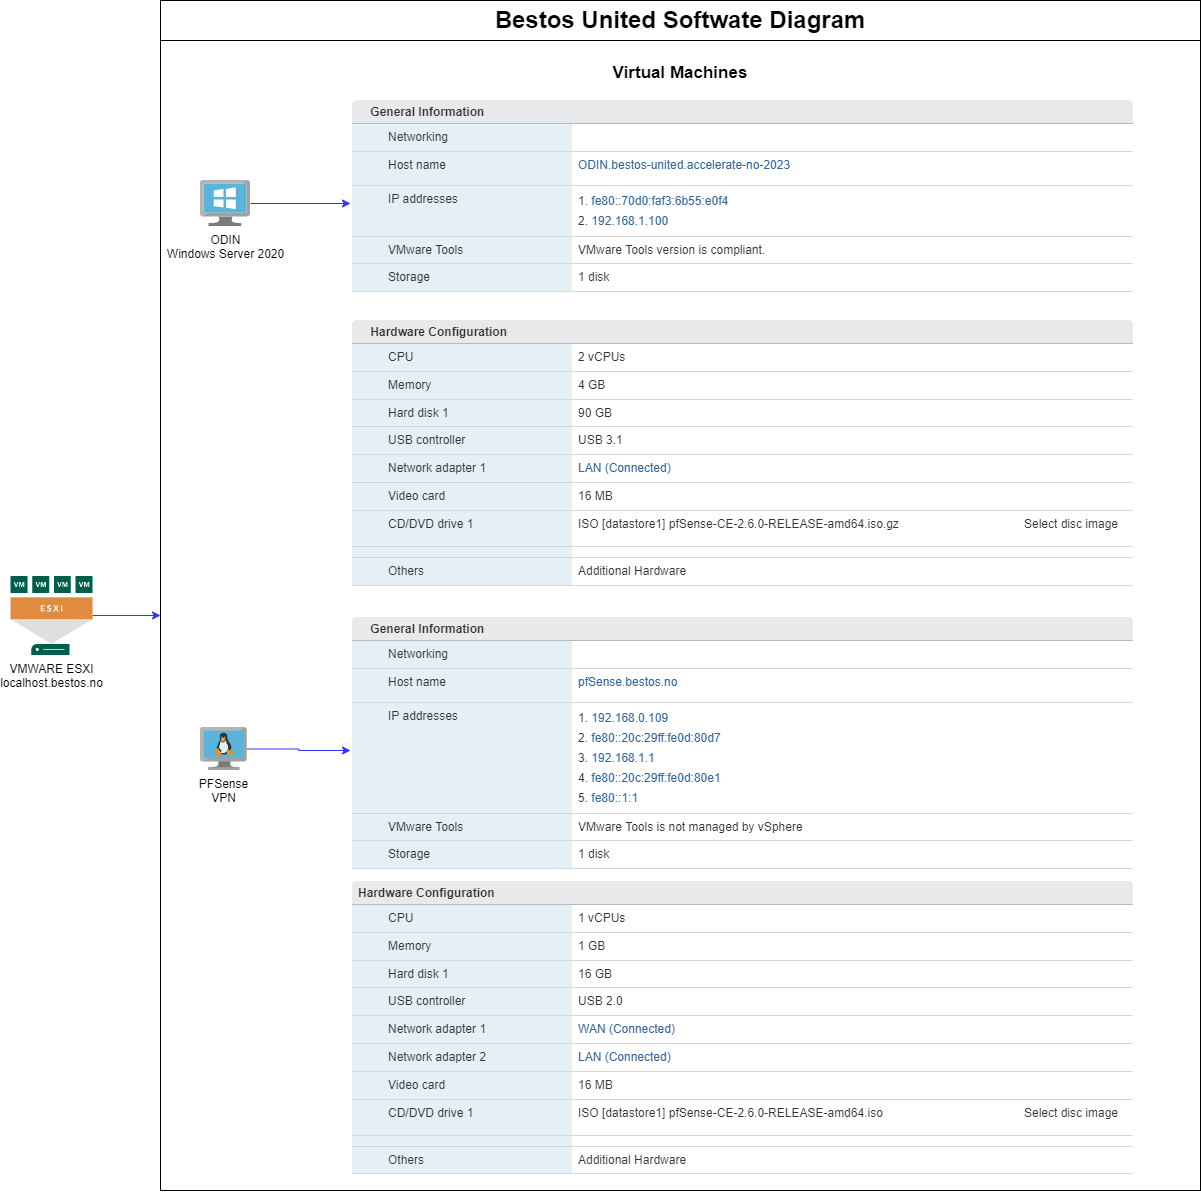 Bestos United Softwate Diagram
Virtual Machines
General Information
Networking
Host name ODIN.bestos-united.accelerate-no-2023
IP addresses 1. fe80::70d0:faf3:6b55:e0f4
2. 192.168.1.100
VMware Tools VMware Tools version is compliant.
Storage 1 disk
ODIN
Windows Server 2020
Hardware Configuration
CPU 2 vCPUs
Memory 4 GB
Hard disk 1 90 GB
USB controller USB 3.1
Network adapter 1 LAN (Connected)
Video card 16 MB
CD/DVD drive 1 ISO [datastore1] pfSense-CE-2.6.0-RELEASE-amd64.iso.gz Select disc image
Others Additional Hardware
VM VM VM VM
ESXi
VMWARE ESXI
localhost.bestos.no
General Information
Networking
Host name pfSense.bestos.no
IP addresses 1. 192.168.0.109
2. fe80::20c:29ff:fe0d:80d7
3. 192.168.1.1
4. fe80::20c:29ff:fe0d:80e1
5. fe80::1:1
VMware Tools VMware Tools is not managed by vSphere
Storage 1 disk
PFSense
VPN
Hardware Configuration
CPU 1 vCPUs
Memory 1 GB
Hard disk 1 16 GB
USB controller USB 2.0
Network adapter 1 WAN (Connected)
Network adapter 2 LAN (Connected)
Video card 16 MB
CD/DVD drive 1 ISO [datastore1] pfSense-CE-2.6.0-RELEASE-amd64.iso Select disc image
Others Additional Hardware